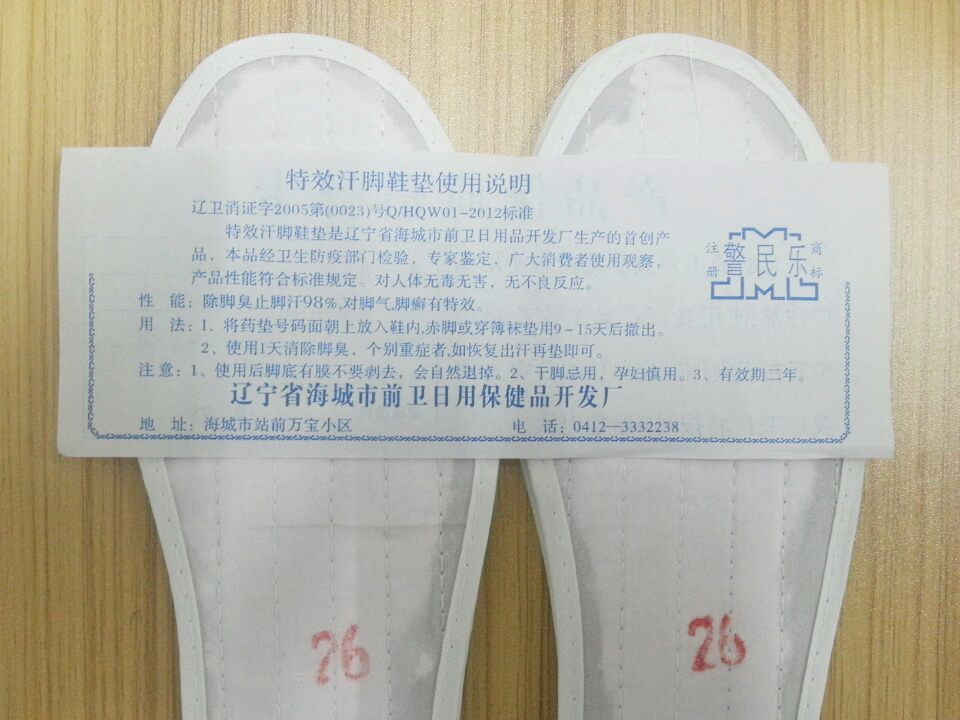 特效汗脚鞋垫使用说明
辽卫消证字2005第(0023)号Q/HQW01-2012标准
特效汗脚鞋垫是辽宁省海城市前卫日用品开发厂生产的首创产
品，本品经卫生防疫部门检验，专家鉴定，广大消费者使用观察，
产品性能符合标准规定。对人体无毒无害，无不良反应。
注册
警民乐
商标
性 能：除脚臭止脚汗98%,对脚气,脚癣有特效。
用 法：1、将药垫号码面朝上放入鞋内,赤脚或穿薄袜垫用9-15天后撤出。
2、使用1天消除脚臭，个别重症者,如恢复出汗再垫即可。
注 意：1、使用后脚底有膜不要剥去，会自然退掉。2、干脚忌用，孕妇慎用。3、有效期二年。
辽宁省海城市前卫日用保健品开发厂
地 址：海城市站前万宝小区
电 话：0412—3332238
26
26